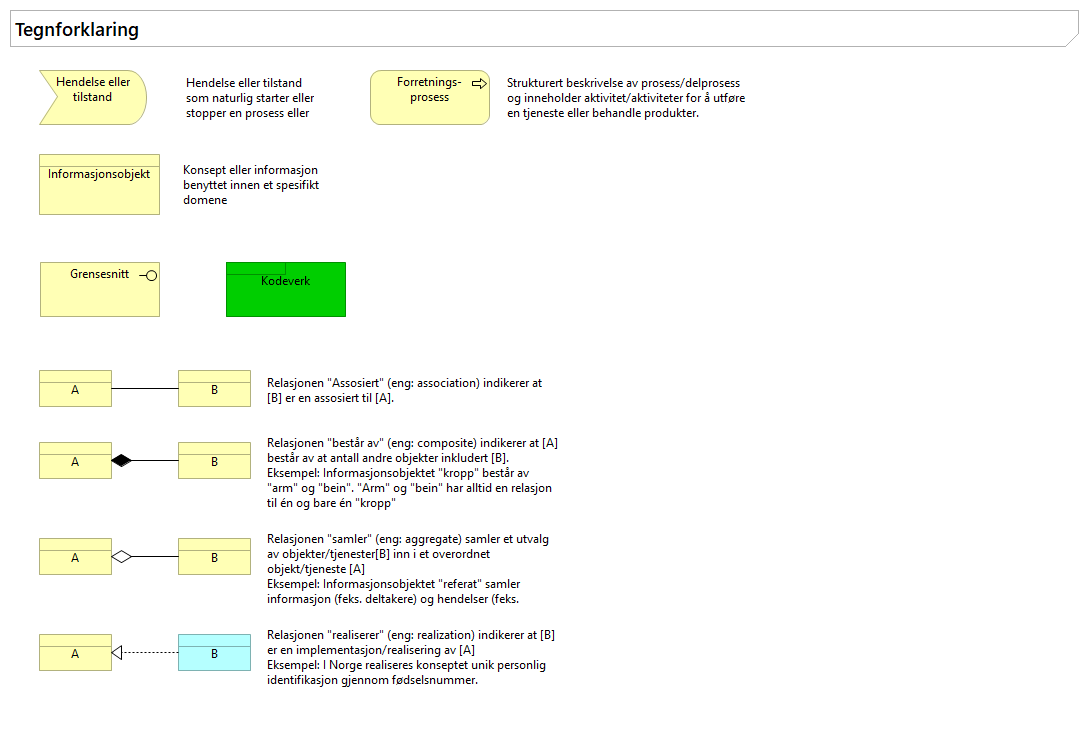 Tegnforklaring
Hendelse eller
tilstand
Hendelse eller tilstand
som naturlig starter eller
stopper en prosess eller
Forretnings-
prosess
Strukturert beskrivelse av prosess/delprosess
og inneholder aktivitet/aktiviteter for å utføre
en tjeneste eller behandle produkter.
Informasjonsobjekt
Konsept eller informasjon
benyttet innen et spesifikt
domene
Grensesnitt
Kodeverk
A
B
Relasjonen "Assosiert" (eng: association) indikerer at
[B] er en assosiert til [A].
A
B
Relasjonen "består av" (eng: composite) indikerer at [A]
består av at antall andre objekter inkludert [B].
Eksempel: Informasjonsobjektet "kropp" består av
"arm" og "bein". "Arm" og "bein" har alltid en relasjon
til én og bare én "kropp"
A
B
Relasjonen "samler" (eng: aggregate) samler et utvalg
av objekter/tjenester[B] inn i et overordnet
objekt/tjeneste [A]
Eksempel: Informasjonsobjektet "referat" samler
informasjon (feks. deltakere) og hendelser (feks.
A
B
Relasjonen "realiserer" (eng: realization) indikerer at [B]
er en implementasjon/realisering av [A]
Eksempel: I Norge realiseres konseptet unik personlig
identifikasjon gjennom fødselsnummer.